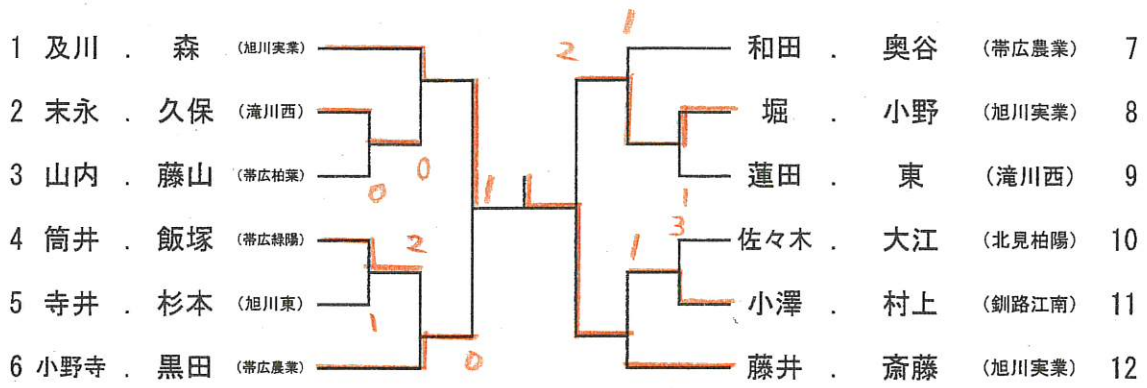 1 及川 . 森 (旭川実業)
2 末永 . 久保 (滝川西)
3 山内 . 藤山 (帯広柏葉)
4 筒井 . 飯塚 (帯広緑陽)
5 寺井 . 杉本 (旭川東)
6 小野寺 . 黒田 (帯広農業)
0
0
2
1
0
1
2
1
1
3
1
和田 . 奥谷 (帯広農業) 7
堀 . 小野 (旭川実業) 8
蓮田 . 東 (滝川西) 9
佐々木 . 大江 (北見柏陽) 10
小澤 . 村上 (釧路江南) 11
藤井 . 斎藤 (旭川実業) 12